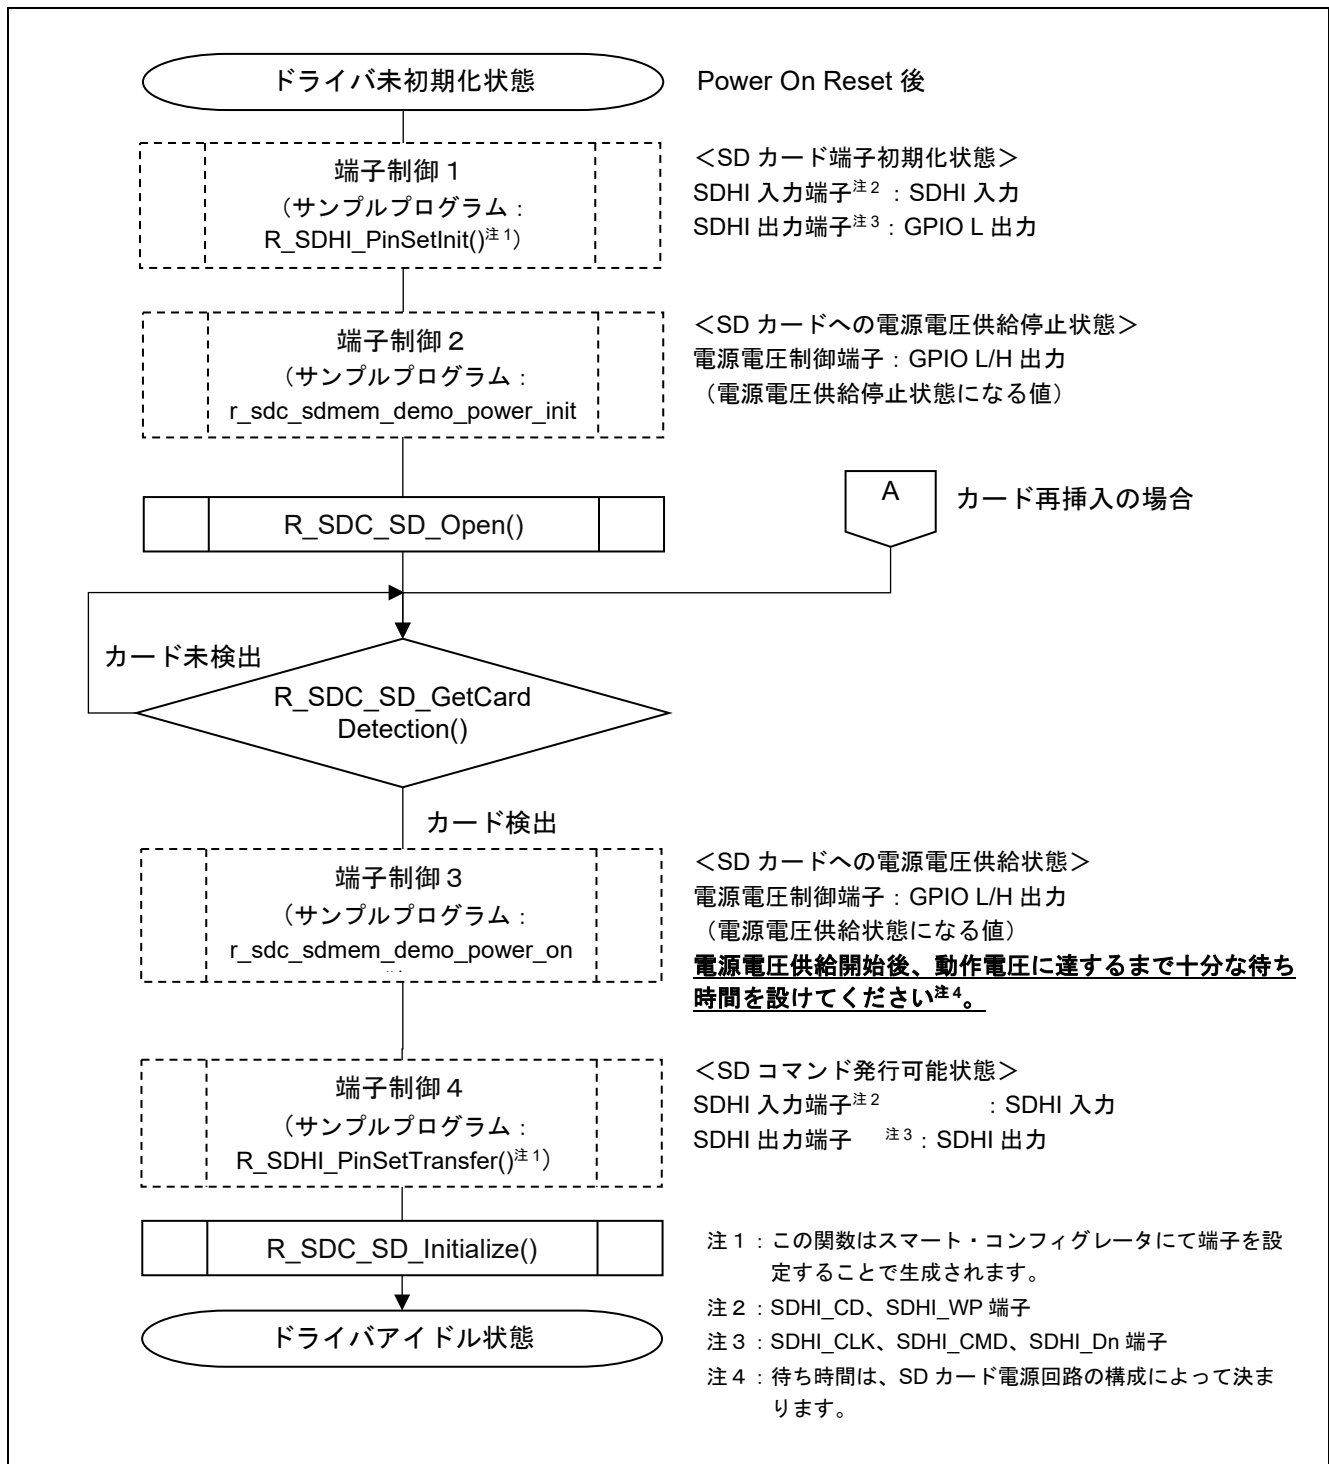 ドライバ未初期化状態
Power On Reset 後
端子制御１
（サンプルプログラム：
R_SDHI_PinSetInit()注１）
＜SD カード端子初期化状態＞
SDHI 入力端子注２：SDHI 入力
SDHI 出力端子注３：GPIO L 出力
端子制御２
（サンプルプログラム：
r_sdc_sdmem_demo_power_init
＜SD カードへの電源電圧供給停止状態＞
電源電圧制御端子：GPIO L/H 出力
（電源電圧供給停止状態になる値）
R_SDC_SD_Open()
A
カード再挿入の場合
カード未検出
R_SDC_SD_GetCard
Detection()
カード検出
端子制御３
（サンプルプログラム：
r_sdc_sdmem_demo_power_on
＜SD カードへの電源電圧供給状態＞
電源電圧制御端子：GPIO L/H 出力
（電源電圧供給状態になる値）
電源電圧供給開始後、動作電圧に達するまで十分な待ち
時間を設けてください注４。
端子制御４
（サンプルプログラム：
R_SDHI_PinSetTransfer()注１）
＜SD コマンド発行可能状態＞
SDHI 入力端子注２：SDHI 入力
SDHI 出力端子 注３：SDHI 出力
R_SDC_SD_Initialize()
ドライバアイドル状態
注１：この関数はスマート・コンフィグレータにて端子を設
定することで生成されます。
注２：SDHI_CD、SDHI_WP 端子
注３：SDHI_CLK、SDHI_CMD、SDHI_Dn 端子
注４：待ち時間は、SD カード電源回路の構成によって決ま
ります。